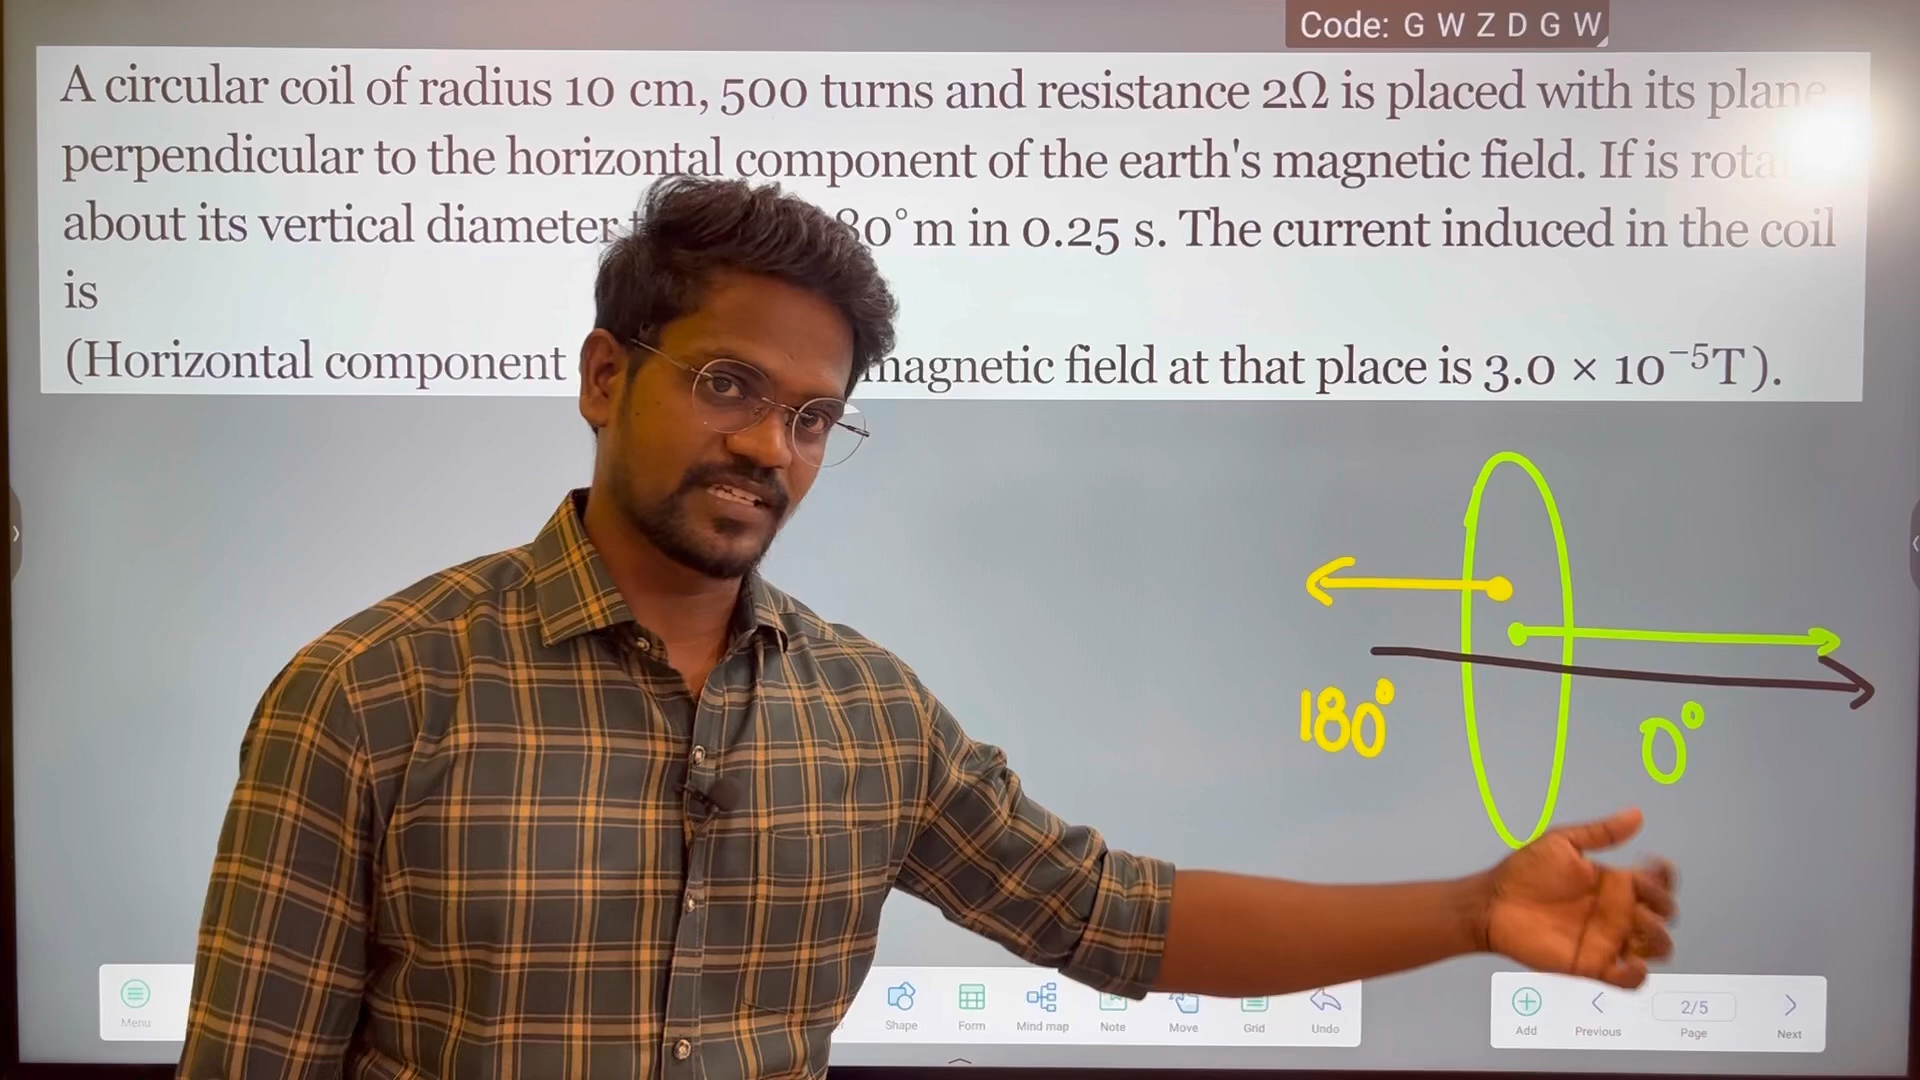 Code: G W Z D G W
A circular coil of radius 10 cm, 500 turns and resistance 2Ω is placed with its plane
perpendicular to the horizontal component of the earth's magnetic field. If is
about its vertical diameter 80°m in 0.25 s. The current induced in the coil
is
(Horizontal component magnetic field at that place is 3.0 × 10⁻⁵T).
180°
0°
Menu
Shape
Form
Mind map
Note
Move
Grid
Undo
Add
Previous
2/5
Page
Next